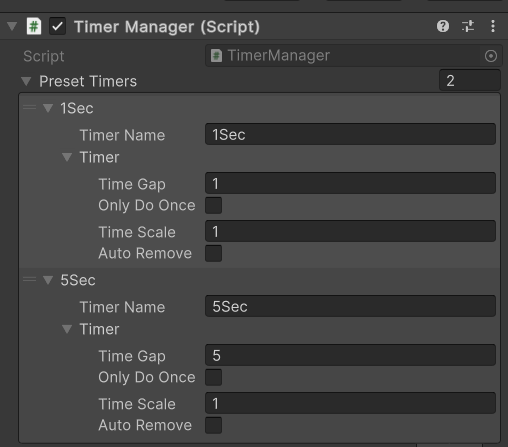 Timer Manager (Script)
Script TimerManager
Preset Timers 2
1Sec
Timer Name 1Sec
Timer
Time Gap 1
Only Do Once
Time Scale 1
Auto Remove
5Sec
Timer Name 5Sec
Timer
Time Gap 5
Only Do Once
Time Scale 1
Auto Remove